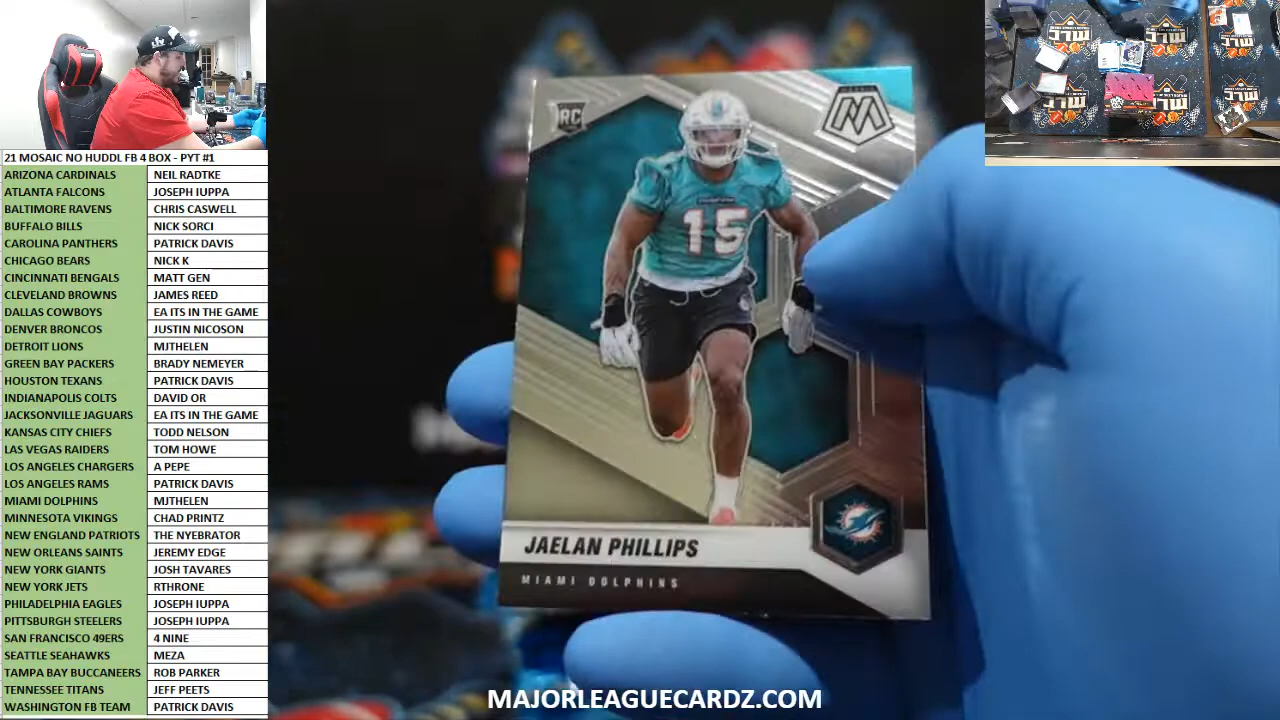 21 MOSAIC NO HUDDL FB 4 BOX - PYT #1
ARIZONA CARDINALS NEIL RADTKE
ATLANTA FALCONS JOSEPH IUPPA
BALTIMORE RAVENS CHRIS CASWELL
BUFFALO BILLS NICK SORCI
CAROLINA PANTHERS PATRICK DAVIS
CHICAGO BEARS NICK K
CINCINNATI BENGALS MATT GEN
CLEVELAND BROWNS JAMES REED
DALLAS COWBOYS EA ITS IN THE GAME
DENVER BRONCOS JUSTIN NICOSON
DETROIT LIONS MJTHELEN
GREEN BAY PACKERS BRADY NEMEYER
HOUSTON TEXANS PATRICK DAVIS
INDIANAPOLIS COLTS DAVID OR
JACKSONVILLE JAGUARS EA ITS IN THE GAME
KANSAS CITY CHIEFS TODD NELSON
LAS VEGAS RAIDERS TOM HOWE
LOS ANGELES CHARGERS A PEPE
LOS ANGELES RAMS PATRICK DAVIS
MIAMI DOLPHINS MJTHELEN
MINNESOTA VIKINGS CHAD PRINTZ
NEW ENGLAND PATRIOTS THE NYEBRATOR
NEW ORLEANS SAINTS JEREMY EDGE
NEW YORK GIANTS JOSH TAVARES
NEW YORK JETS RTHRONE
PHILADELPHIA EAGLES JOSEPH IUPPA
PITTSBURGH STEELERS JOSEPH IUPPA
SAN FRANCISCO 49ERS 4 NINE
SEATTLE SEAHAWKS MEZA
TAMPA BAY BUCCANEERS ROB PARKER
TENNESSEE TITANS JEFF PEETS
WASHINGTON FB TEAM PATRICK DAVIS
RC
M
15
JAELAN PHILLIPS
MIAMI DOLPHINS
MAJORLEAGUECARDZ.COM
MLC